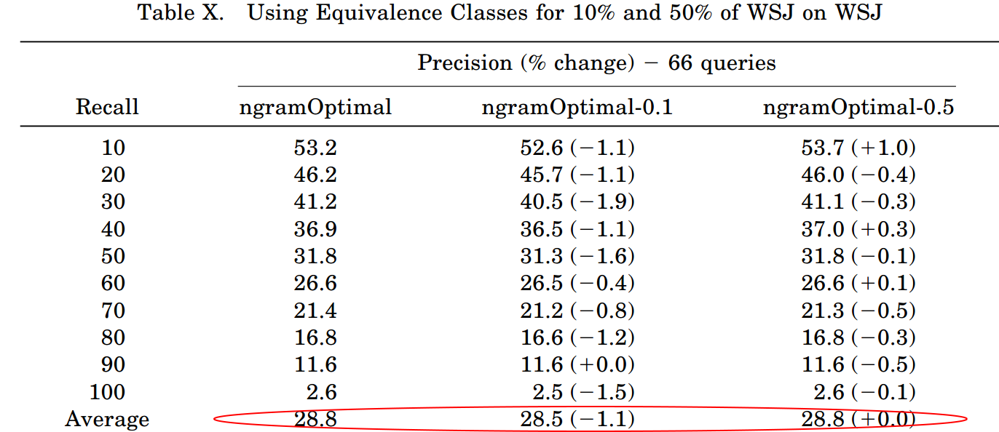 Table X. Using Equivalence Classes for 10% and 50% of WSJ on WSJ
Precision (% change) − 66 queries
Recall ngramOptimal ngramOptimal-0.1 ngramOptimal-0.5
10 53.2 52.6 (−1.1) 53.7 (+1.0)
20 46.2 45.7 (−1.1) 46.0 (−0.4)
30 41.2 40.5 (−1.9) 41.1 (−0.3)
40 36.9 36.5 (−1.1) 37.0 (+0.3)
50 31.8 31.3 (−1.6) 31.8 (−0.1)
60 26.6 26.5 (−0.4) 26.6 (+0.1)
70 21.4 21.2 (−0.8) 21.3 (−0.5)
80 16.8 16.6 (−1.2) 16.8 (−0.3)
90 11.6 11.6 (+0.0) 11.6 (−0.5)
100 2.6 2.5 (−1.5) 2.6 (−0.1)
Average 28.8 28.5 (−1.1) 28.8 (+0.0)